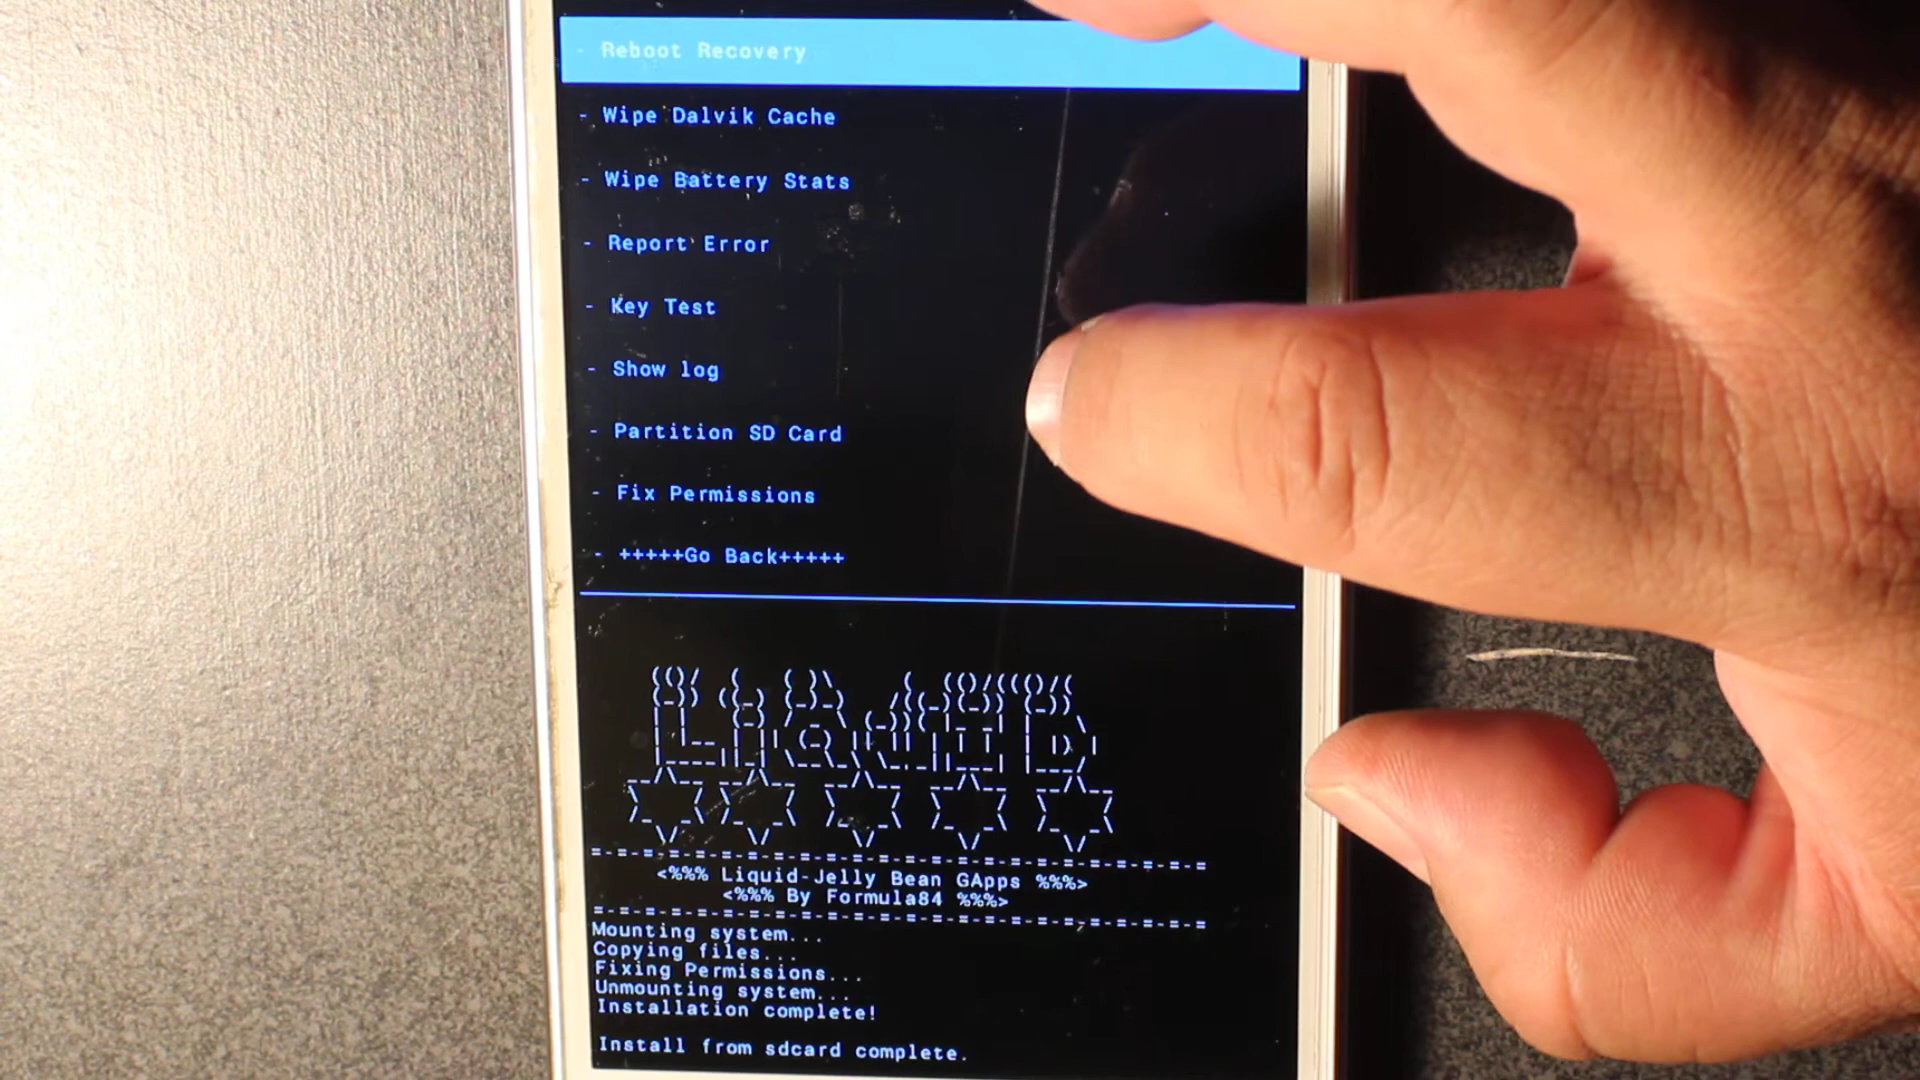 - Reboot Recovery
- Wipe Dalvik Cache
- Wipe Battery Stats
- Report Error
- Key Test
- Show log
- Partition SD Card
- Fix Permissions
- +++++Go Back+++++
LIQUID
=-=-=-=-=-=-=-=-=-=-=-=-=-=-=-=-=-=-=-=-=-=-=-=
<%%% Liquid-Jelly Bean GApps %%%>
<%%% By Formula84 %%%>
=-=-=-=-=-=-=-=-=-=-=-=-=-=-=-=-=-=-=-=-=-=-=-=
Mounting system...
Copying files...
Fixing Permissions...
Unmounting system...
Installation complete!
Install from sdcard complete.